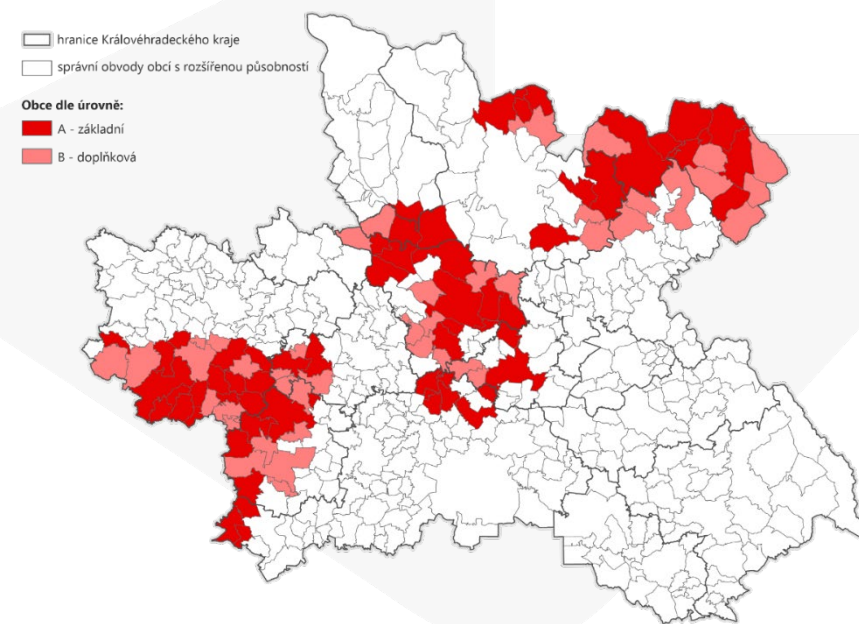 hranice Královéhradeckého kraje
správní obvody obcí s rozšířenou působností
Obce dle úrovně:
A - základní
B - doplňková